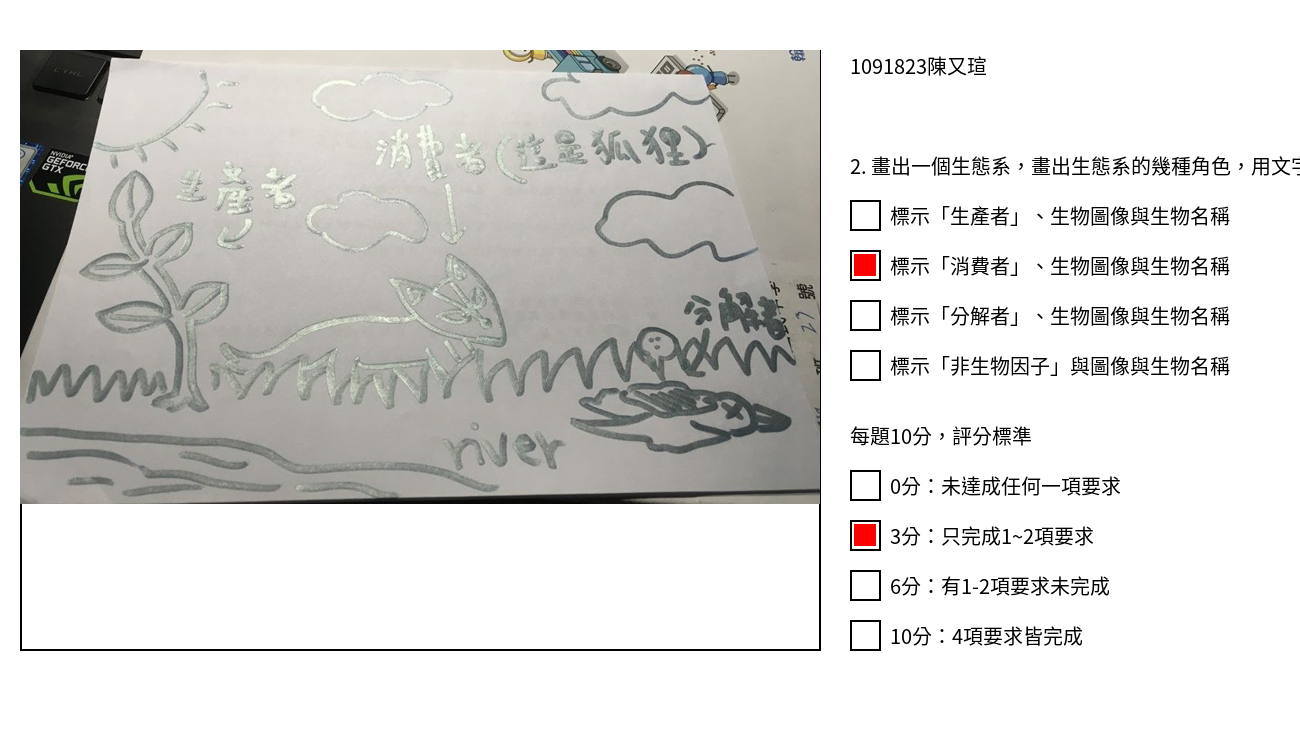 1091823陳又瑄
2. 畫出一個生態系，畫出生態系的幾種角色，用文字
標示「生產者」、生物圖像與生物名稱
標示「消費者」、生物圖像與生物名稱
標示「分解者」、生物圖像與生物名稱
標示「非生物因子」與圖像與生物名稱
每題10分，評分標準
0分：未達成任何一項要求
3分：只完成1~2項要求
6分：有1-2項要求未完成
10分：4項要求皆完成
消費者(這是狐狸)
生產者
分解者
river
NVIDIA
GEFORCE
GTX
27號